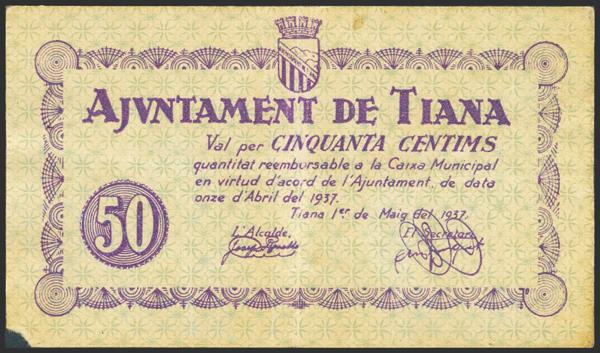 AJVNTAMENT DE TIANA
Val per CINQUANTA CENTIMS
quantitat reembursable a la Caixa Municipal
en virtud d'acord de l'Ajuntament, de data
onze d'Abril del 1937.
Tiana 1er de Maig del 1937.
L'Alcalde, El Secretari
50